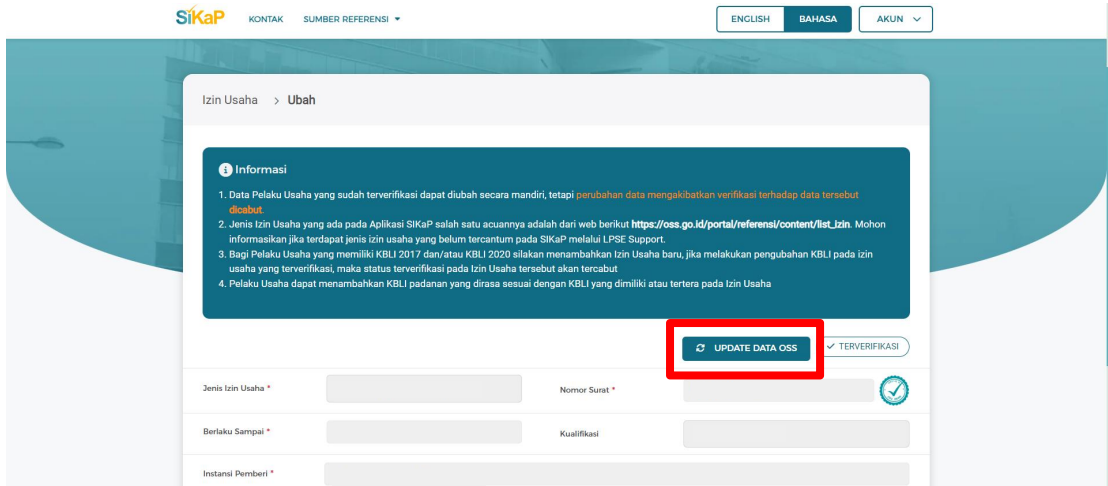 SiKaP KONTAK SUMBER REFERENSI ENGLISH BAHASA AKUN
Izin Usaha > Ubah
Informasi
1. Data Pelaku Usaha yang sudah terverifikasi dapat diubah secara mandiri, tetapi perubahan data mengakibatkan verifikasi terhadap data tersebut
dicabut.
2. Jenis Izin Usaha yang ada pada Aplikasi SIKaP salah satu acuannya adalah dari web berikut https://oss.go.id/portal/referensi/content/list_izin. Mohon
informasikan jika terdapat jenis izin usaha yang belum tercantum pada SIKaP melalui LPSE Support.
3. Bagi Pelaku Usaha yang memiliki KBLI 2017 dan/atau KBLI 2020 silakan menambahkan Izin Usaha baru, jika melakukan pengubahan KBLI pada izin
usaha yang terverifikasi, maka status terverifikasi pada Izin Usaha tersebut akan tercabut
4. Pelaku Usaha dapat menambahkan KBLI padanan yang dirasa sesuai dengan KBLI yang dimiliki atau tertera pada Izin Usaha
UPDATE DATA OSS TERVERIFIKASI
Jenis Izin Usaha * Nomor Surat *
Berlaku Sampai * Kualifikasi
Instansi Pemberi *